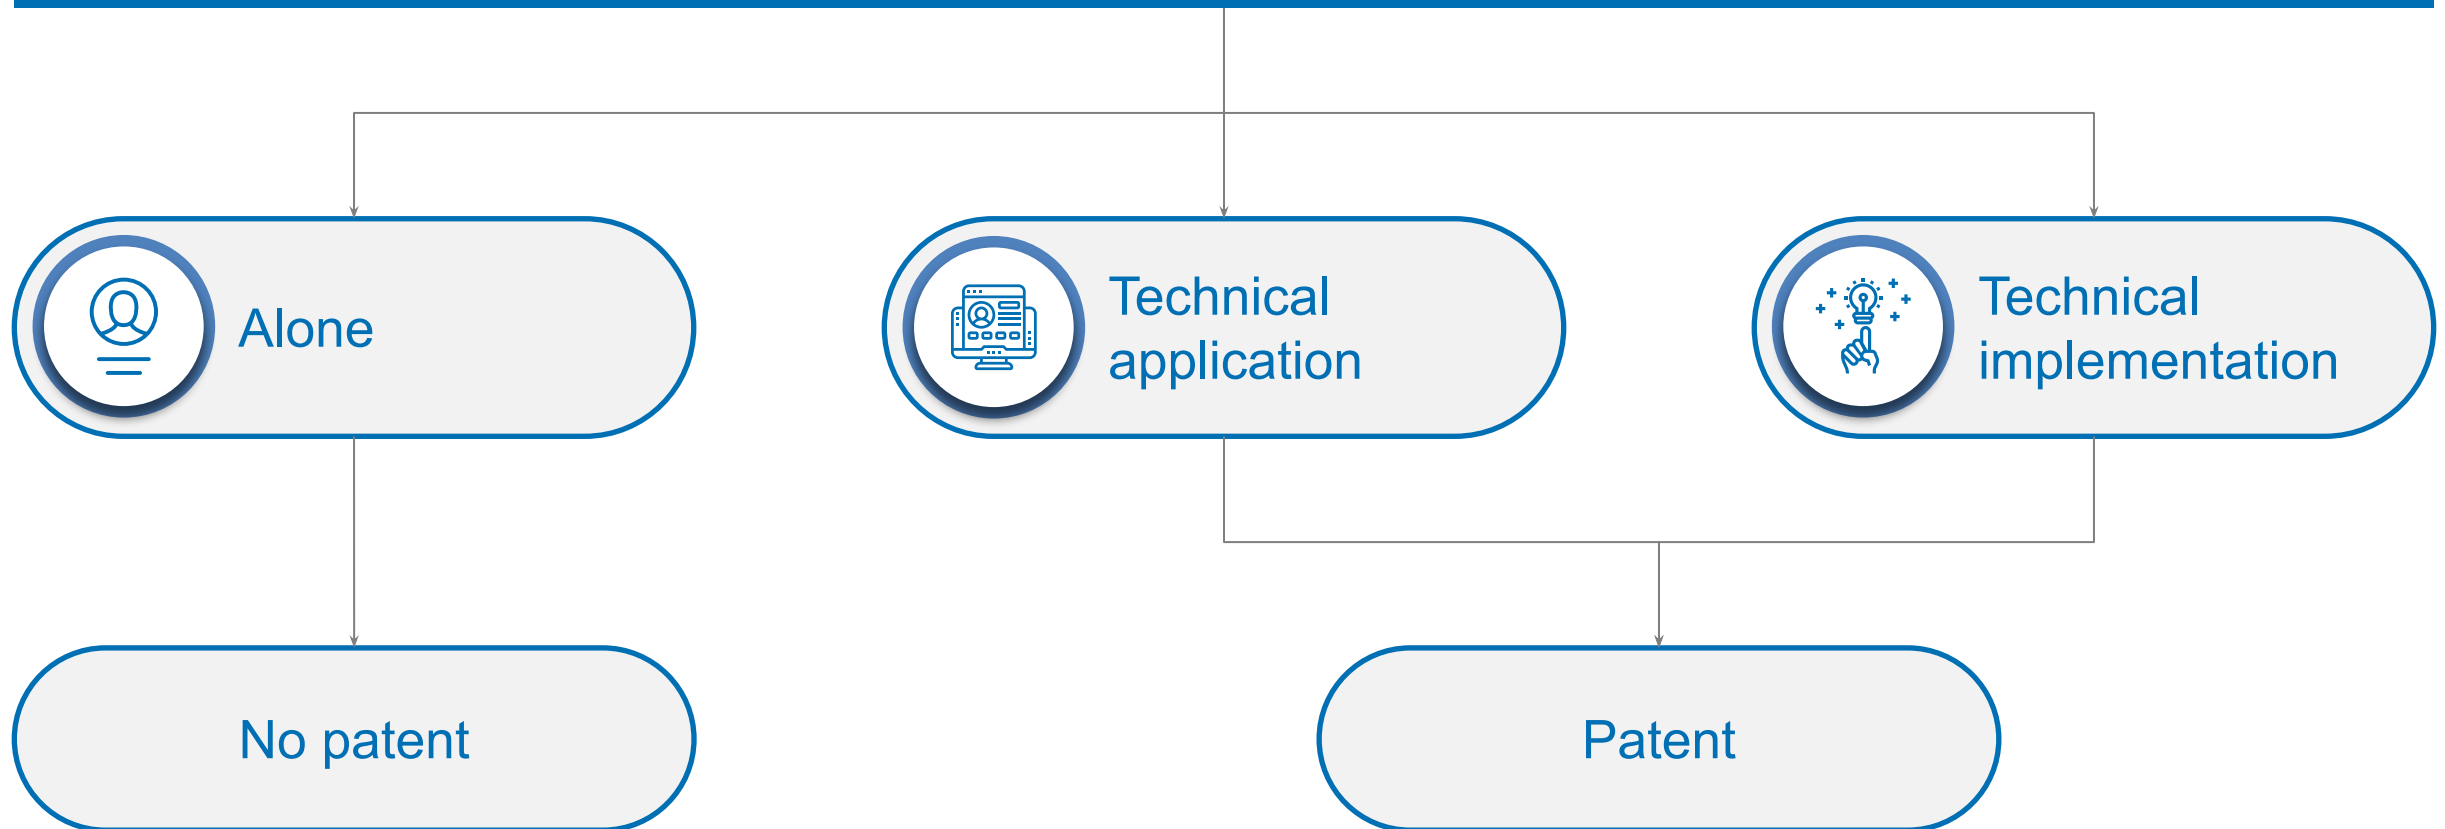 Alone
Technical
application
Technical
implementation
No patent
Patent